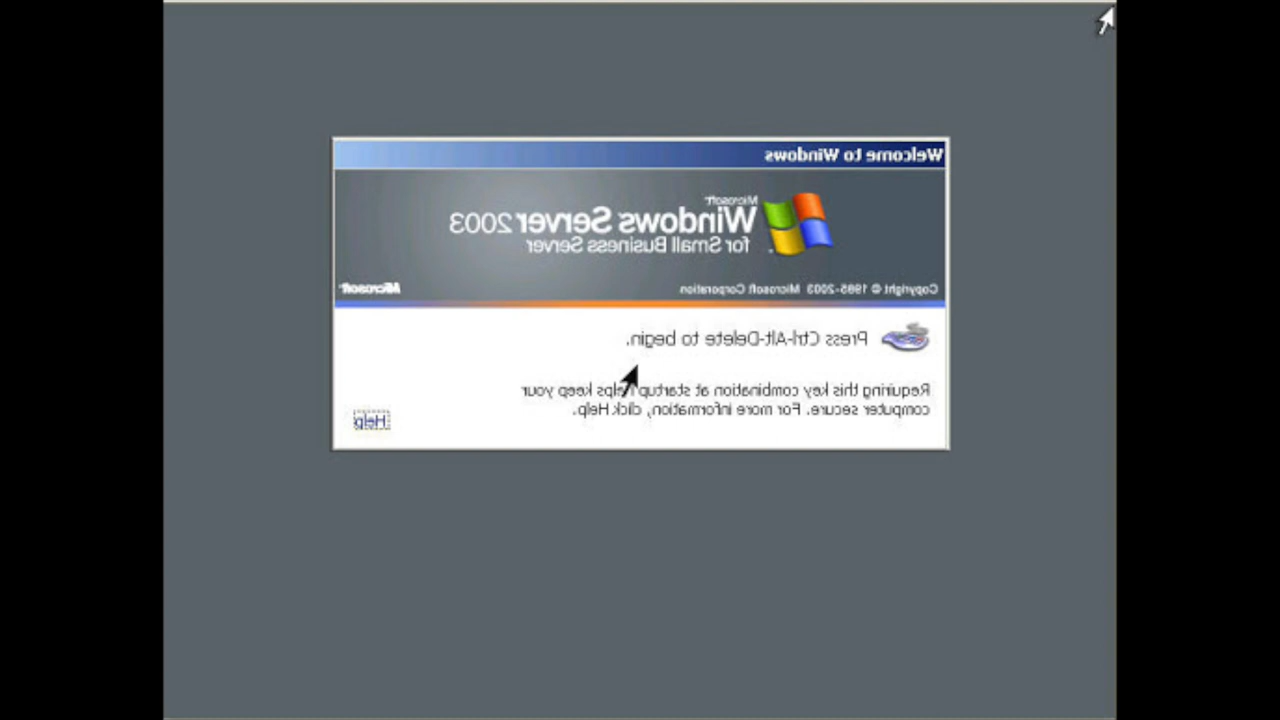 Welcome to Windows
Microsoft
Windows Server 2003
for Small Business Server
Copyright © 1985-2003 Microsoft Corporation
Microsoft
Press Ctrl-Alt-Delete to begin.
Requiring this key combination at startup helps keep your
computer secure. For more information, click Help.
Help